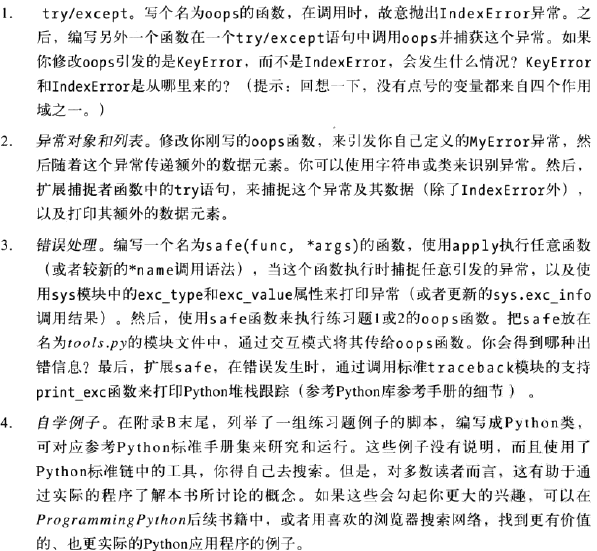 1. try/except。写个名为oops的函数，在调用时，故意抛出IndexError异常。之
后，编写另外一个函数在一个try/except语句中调用oops并捕获这个异常。如果
你修改oops引发的是KeyError，而不是IndexError，会发生什么情况？KeyError
和IndexError是从哪里来的？（提示：回想一下，没有点号的变量都来自四个作用
域之一。）
2. 异常对象和列表。修改你刚写的oops函数，来引发你自己定义的MyError异常，然
后随着这个异常传递额外的数据元素。你可以使用字符串或类来识别异常。然后，
扩展捕捉者函数中的try语句，来捕捉这个异常及其数据（除了IndexError外），
以及打印其额外的数据元素。
3. 错误处理。编写一个名为safe(func, *args)的函数，使用apply执行任意函数
（或者较新的*name调用语法），当这个函数执行时捕捉任意引发的异常，以及使
用sys模块中的exc_type和exc_value属性来打印异常（或者更新的sys.exc_info
调用结果）。然后，使用safe函数来执行练习题1或2的oops函数。把safe放在
名为tools.py的模块文件中，通过交互模式将其传给oops函数。你会得到哪种出
错信息？最后，扩展safe，在错误发生时，通过调用标准traceback模块的支持
print_exc函数来打印Python堆栈跟踪（参考Python库参考手册的细节）。
4. 自学例子。在附录B末尾，列举了一组练习题例子的脚本，编写成Python类，
可对应参考Python标准手册集来研究和运行。这些例子没有说明，而且使用了
Python标准链中的工具，你得自己去搜索。但是，对多数读者而言，这有助于通
过实际的程序了解本书所讨论的概念。如果这些会勾起你更大的兴趣，可以在
ProgrammingPython后续书籍中，或者用喜欢的浏览器搜索网络，找到更有价值
的、也更实际的Python应用程序的例子。